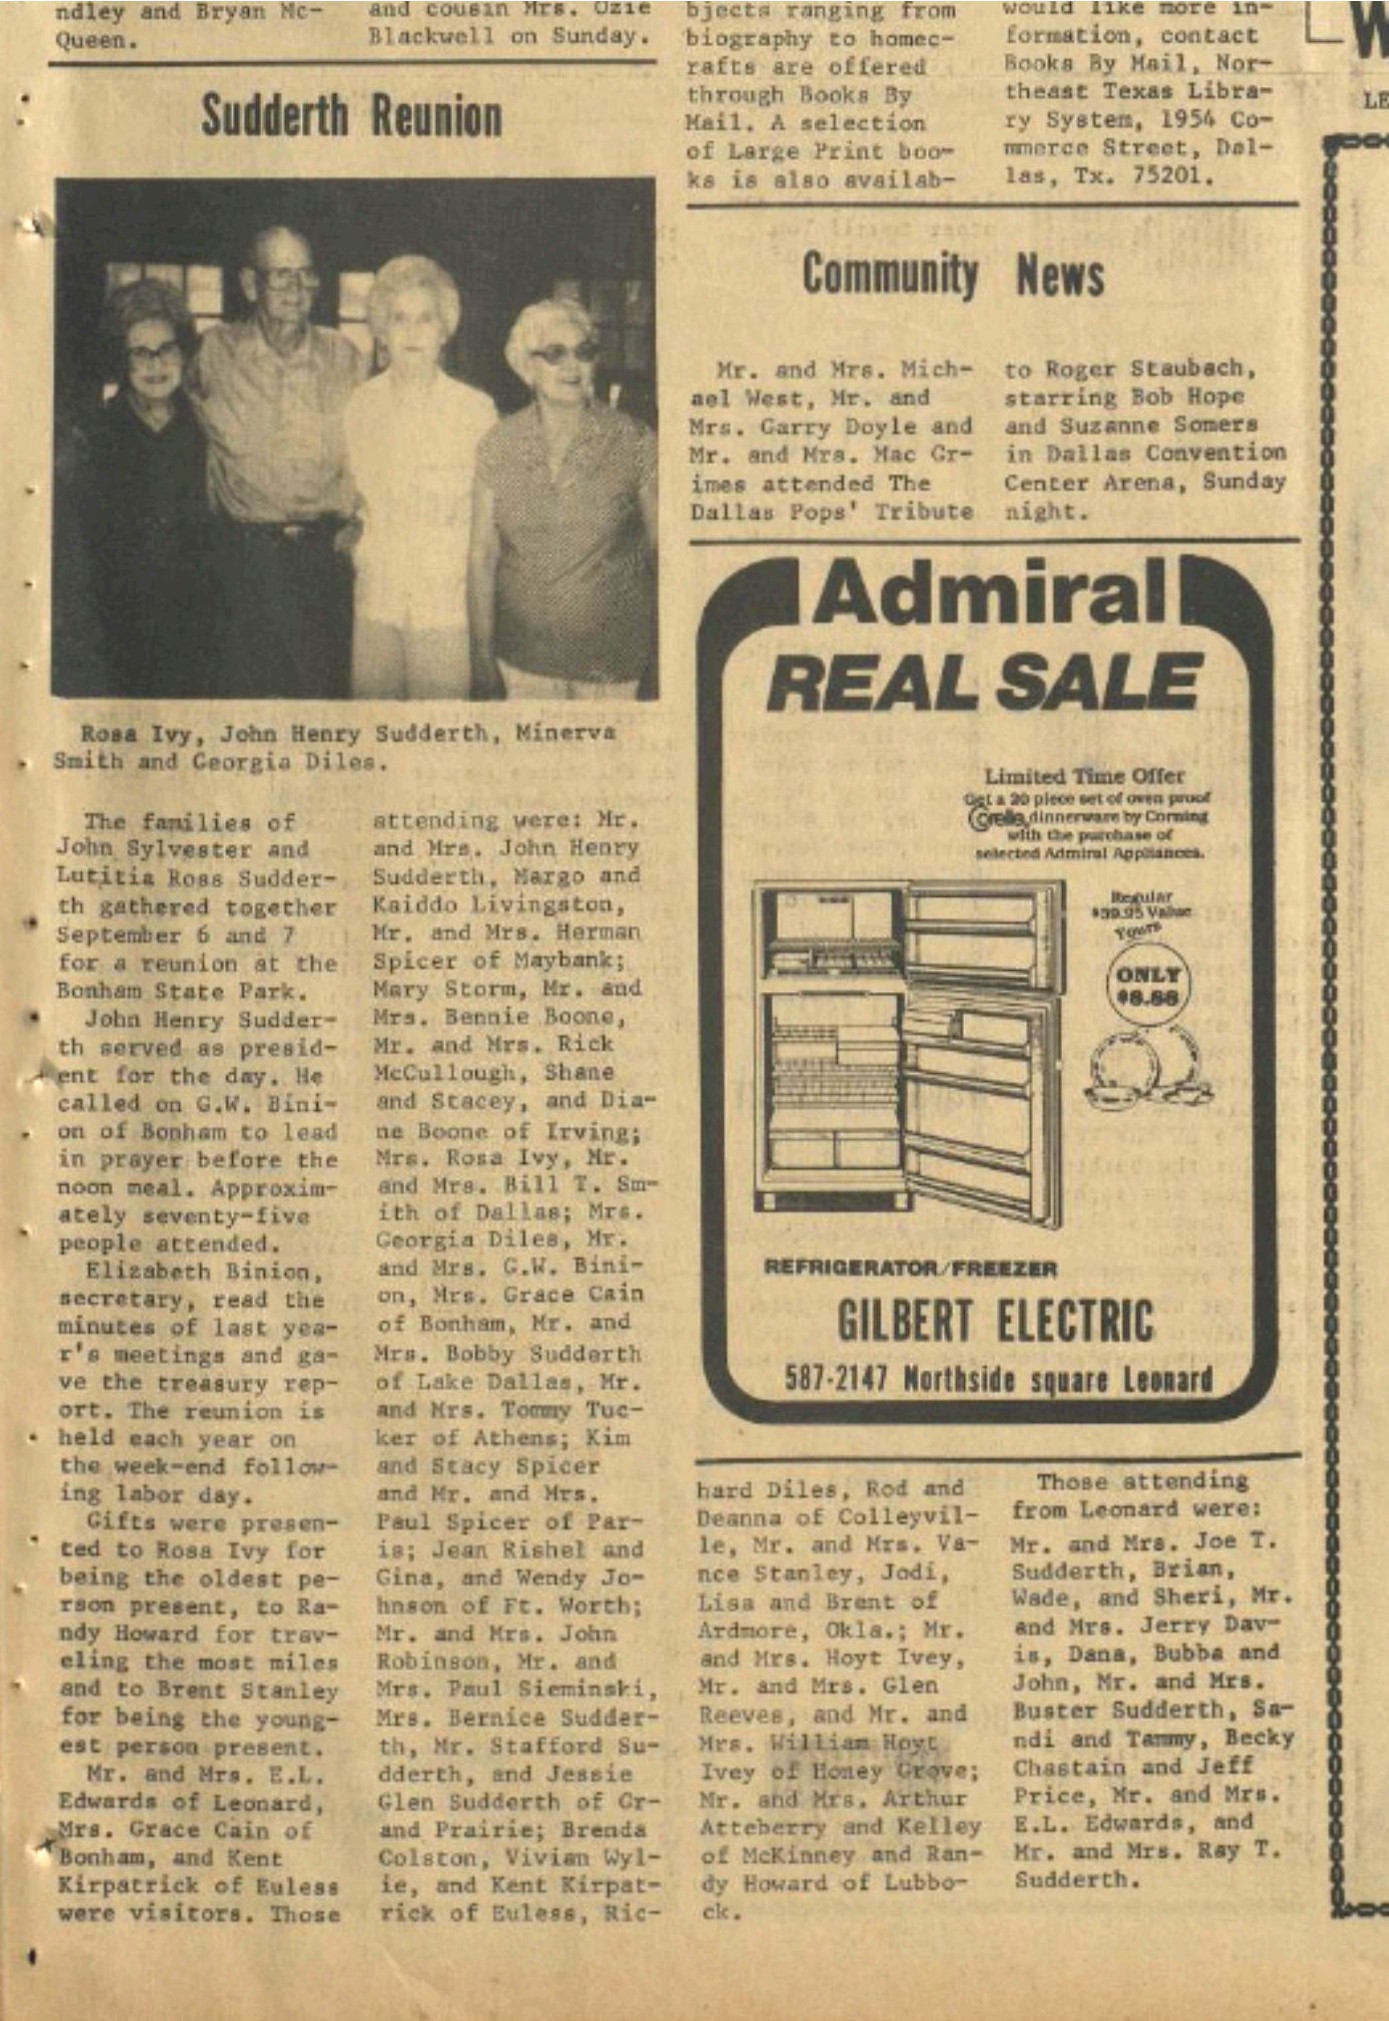 ndley and Bryan Mc-
Queen.
and cousin Mrs. Ozie
Blackwell on Sunday.
Sudderth Reunion
Rosa Ivy, John Henry Sudderth, Minerva
Smith and Georgia Diles.
The families of
John Sylvester and
Lutitia Ross Sudder-
th gathered together
September 6 and 7
for a reunion at the
Bonham State Park.
John Henry Sudder-
th served as presid-
ent for the day. He
called on G.W. Bini-
on of Bonham to lead
in prayer before the
noon meal. Approxim-
ately seventy-five
people attended.
Elizabeth Binion,
secretary, read the
minutes of last yea-
r's meetings and ga-
ve the treasury rep-
ort. The reunion is
held each year on
the week-end follow-
ing labor day.
Gifts were presen-
ted to Rosa Ivy for
being the oldest pe-
rson present, to Ra-
ndy Howard for trav-
eling the most miles
and to Brent Stanley
for being the young-
est person present.
Mr. and Mrs. E.L.
Edwards of Leonard,
Mrs. Grace Cain of
Bonham, and Kent
Kirpatrick of Euless
were visitors. Those
attending were: Mr.
and Mrs. John Henry
Sudderth, Margo and
Kaiddo Livingston,
Mr. and Mrs. Herman
Spicer of Maybank;
Mary Storm, Mr. and
Mrs. Bennie Boone,
Mr. and Mrs. Rick
McCullough, Shane
and Stacey, and Dia-
ne Boone of Irving;
Mrs. Rosa Ivy, Mr.
and Mrs. Bill T. Sm-
ith of Dallas; Mrs.
Georgia Diles, Mr.
and Mrs. G.W. Bini-
on, Mrs. Grace Cain
of Bonham, Mr. and
Mrs. Bobby Sudderth
of Lake Dallas, Mr.
and Mrs. Tommy Tuc-
ker of Athens; Kim
and Stacy Spicer
and Mr. and Mrs.
Paul Spicer of Par-
is; Jean Rishel and
Gina, and Wendy Jo-
hnson of Ft. Worth;
Mr. and Mrs. John
Robinson, Mr. and
Mrs. Paul Sieminski,
Mrs. Bernice Sudder-
th, Mr. Stafford Su-
dderth, and Jessie
Glen Sudderth of Gr-
and Prairie; Brenda
Colston, Vivian Wyl-
ie, and Kent Kirpat-
rick of Euless, Ric-
hard Diles, Rod and
Deanna of Colleyvil-
le, Mr. and Mrs. Va-
nce Stanley, Jodi,
Lisa and Brent of
Ardmore, Okla.; Mr.
and Mrs. Hoyt Ivey,
Mr. and Mrs. Glen
Reeves, and Mr. and
Mrs. William Hoyt
Ivey of Honey Grove;
Mr. and Mrs. Arthur
Atteberry and Kelley
of McKinney and Ran-
dy Howard of Lubbo-
ck.
Those attending
from Leonard were:
Mr. and Mrs. Joe T.
Sudderth, Brian,
Wade, and Sheri, Mr.
and Mrs. Jerry Dav-
is, Dana, Bubba and
John, Mr. and Mrs.
Buster Sudderth, Sa-
ndi and Tammy, Becky
Chastain and Jeff
Price, Mr. and Mrs.
E.L. Edwards, and
Mr. and Mrs. Ray T.
Sudderth.
bjects ranging from
biography to homec-
rafts are offered
through Books By
Mail. A selection
of Large Print boo-
ks is also availab-
would like more in-
formation, contact
Books By Mail, Nor-
theast Texas Libra-
ry System, 1954 Co-
mmerce Street, Dal-
las, Tx. 75201.
Community News
Mr. and Mrs. Mich-
ael West, Mr. and
Mrs. Garry Doyle and
Mr. and Mrs. Mac Gr-
imes attended The
Dallas Pops' Tribute
to Roger Staubach,
starring Bob Hope
and Suzanne Somers
in Dallas Convention
Center Arena, Sunday
night.
Admiral
REAL SALE
Limited Time Offer
Get a 20 piece set of oven proof
Corelle dinnerware by Corning
with the purchase of
selected Admiral Appliances.
Regular
$39.95 Value
Yours
ONLY
$8.88
REFRIGERATOR/FREEZER
GILBERT ELECTRIC
587-2147 Northside square Leonard
W
LE